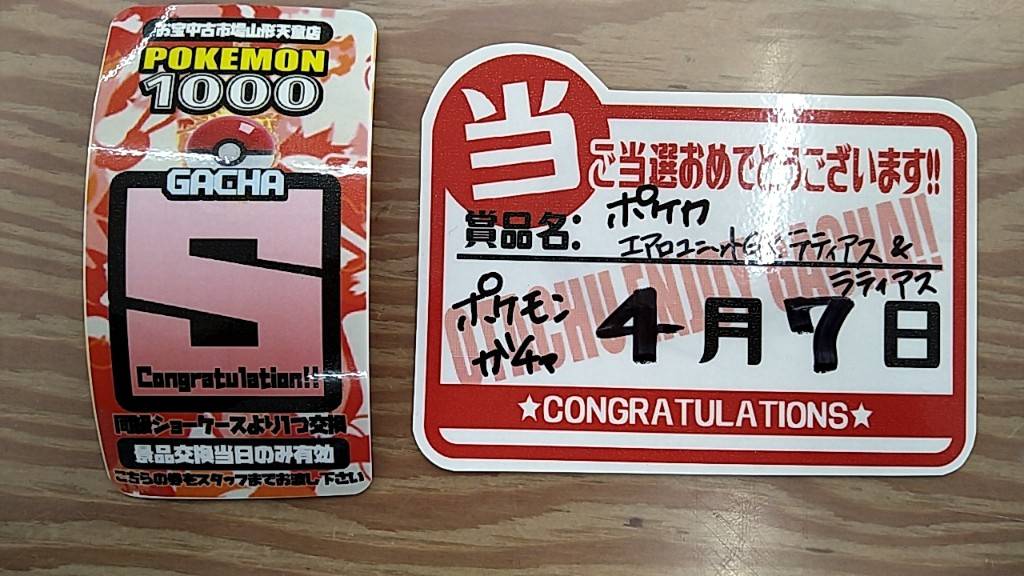 お宝中古市場山形天童店
POKEMON
1000
GACHA
S
Congratulation!!
同級ショーケースより1つ交換
景品交換当日のみ有効
こちらの券をスタッフまでお渡し下さい
当
ご当選おめでとうございます!!
賞品名:
ポケカ
ラティアス &
ラティアス
ポケモン
ガチャ
4月7日
★CONGRATULATIONS★